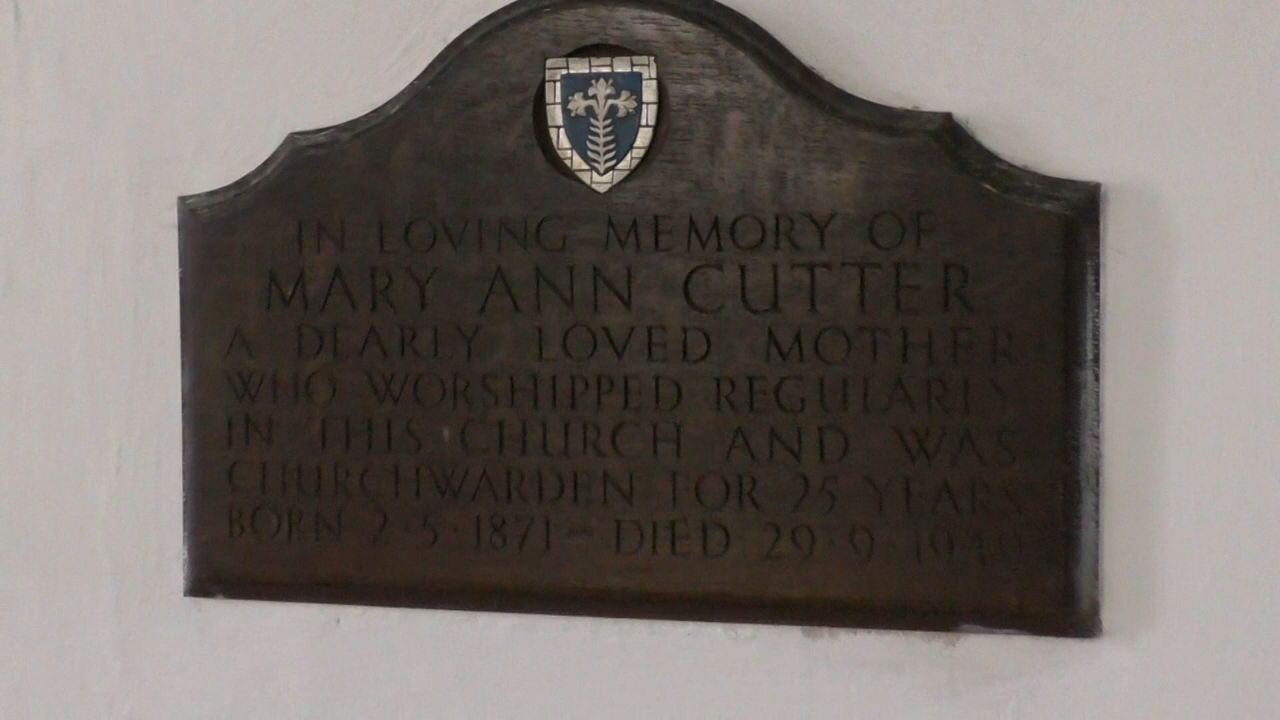 IN LOVING MEMORY OF
MARY ANN CUTTER
A DEARLY LOVED MOTHER
WHO WORSHIPPED REGULARLY
IN THIS CHURCH AND WAS
CHURCHWARDEN FOR 25 YEARS
BORN 2·5·1871 – DIED 29·9·